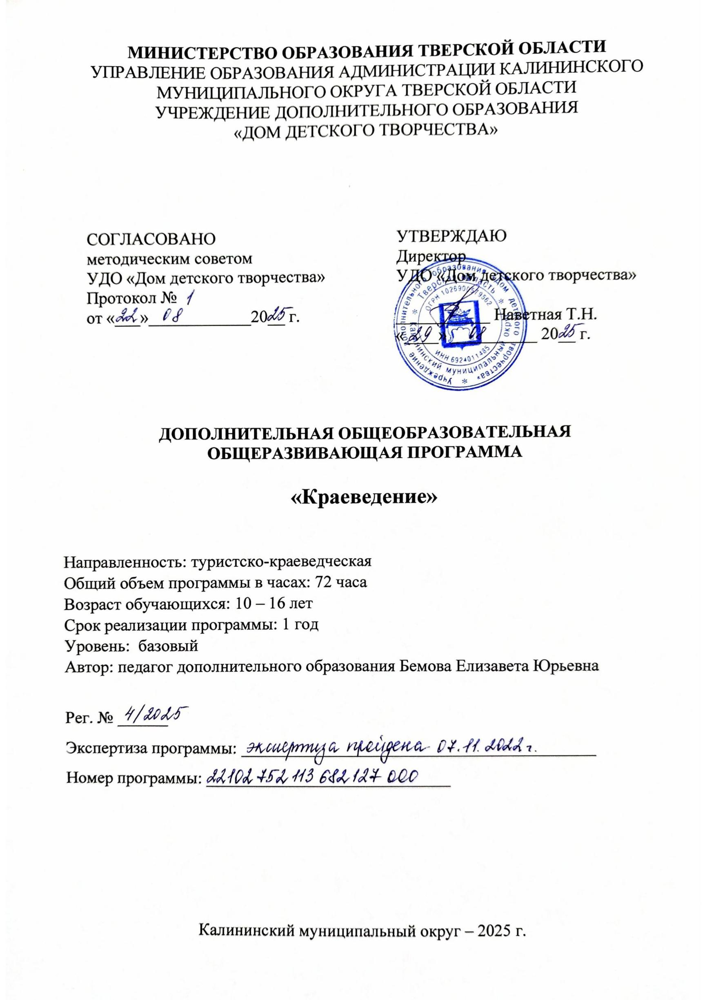 МИНИСТЕРСТВО ОБРАЗОВАНИЯ ТВЕРСКОЙ ОБЛАСТИ
УПРАВЛЕНИЕ ОБРАЗОВАНИЯ АДМИНИСТРАЦИИ КАЛИНИНСКОГО
МУНИЦИПАЛЬНОГО ОКРУГА ТВЕРСКОЙ ОБЛАСТИ
УЧРЕЖДЕНИЕ ДОПОЛНИТЕЛЬНОГО ОБРАЗОВАНИЯ
«ДОМ ДЕТСКОГО ТВОРЧЕСТВА»
СОГЛАСОВАНО
методическим советом
УДО «Дом детского творчества»
Протокол № 1
от «22» 08 2025 г.
УТВЕРЖДАЮ
Директор
УДО «Дом детского творчества»
Наветная Т.Н.
«29» 08 2025 г.
Учреждение дополнительного образования «Дом детского творчества»
Тверская область * Калининский муниципальный округ *
ОГРН 1026900579562
ИНН 6924011485
ДОПОЛНИТЕЛЬНАЯ ОБЩЕОБРАЗОВАТЕЛЬНАЯ
ОБЩЕРАЗВИВАЮЩАЯ ПРОГРАММА
«Краеведение»
Направленность: туристско-краеведческая
Общий объем программы в часах: 72 часа
Возраст обучающихся: 10 – 16 лет
Срок реализации программы: 1 год
Уровень: базовый
Автор: педагог дополнительного образования Бемова Елизавета Юрьевна
Рег. № 4/2025
Экспертиза программы: экспертиза пройдена 07.11.2022 г.
Номер программы: 22102 752 113 682 127 000
Калининский муниципальный округ – 2025 г.